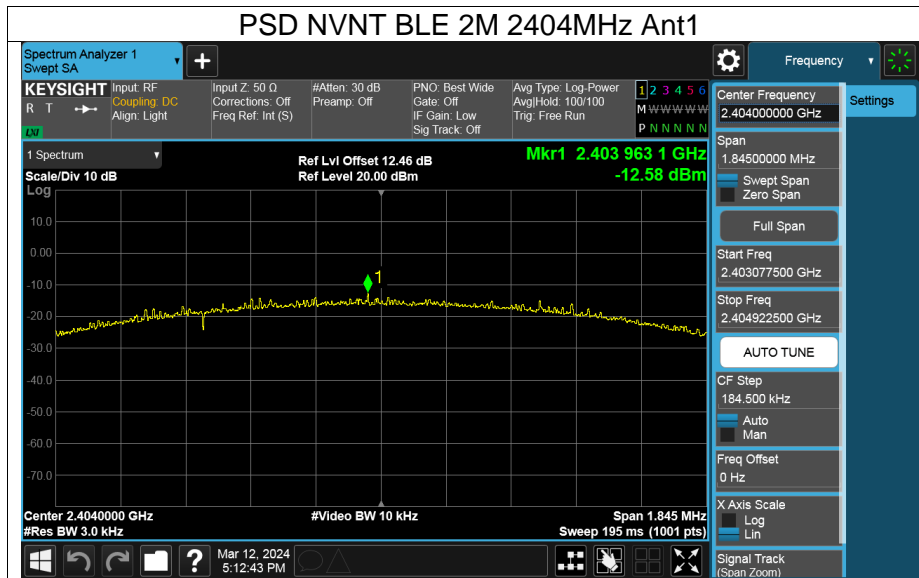 PSD NVNT BLE 2M 2404MHz Ant1
Spectrum Analyzer 1
Swept SA
+
Frequency
KEYSIGHT
R T
LXI
Input: RF
Coupling: DC
Align: Light
Input Z: 50 Ω
Corrections: Off
Freq Ref: Int (S)
#Atten: 30 dB
Preamp: Off
PNO: Best Wide
Gate: Off
IF Gain: Low
Sig Track: Off
Avg Type: Log-Power
Avg|Hold: 100/100
Trig: Free Run
1 2 3 4 5 6
M W W W W W
P N N N N N
1 Spectrum
Scale/Div 10 dB
Log
Ref Lvl Offset 12.46 dB
Ref Level 20.00 dBm
Mkr1 2.403 963 1 GHz
-12.58 dBm
10.0
0.00
-10.0
-20.0
-30.0
-40.0
-50.0
-60.0
-70.0
1
Center 2.4040000 GHz
#Res BW 3.0 kHz
#Video BW 10 kHz
Span 1.845 MHz
Sweep 195 ms (1001 pts)
Center Frequency
2.404000000 GHz
Settings
Span
1.84500000 MHz
Swept Span
Zero Span
Full Span
Start Freq
2.403077500 GHz
Stop Freq
2.404922500 GHz
AUTO TUNE
CF Step
184.500 kHz
Auto
Man
Freq Offset
0 Hz
X Axis Scale
Log
Lin
Signal Track
(Span Zoom)
?
Mar 12, 2024
5:12:43 PM